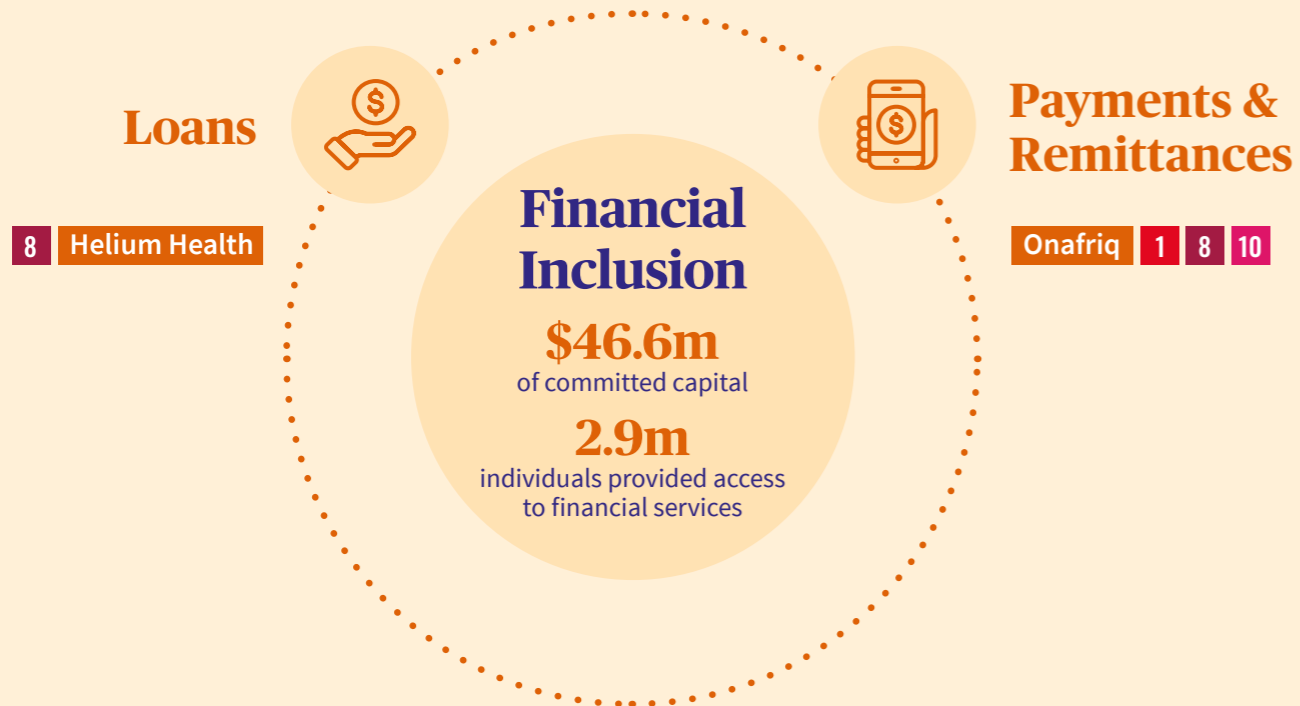 Loans
8 Helium Health
Financial
Inclusion
$46.6m
of committed capital
2.9m
individuals provided access
to financial services
Payments &
Remittances
Onafriq 1 8 10